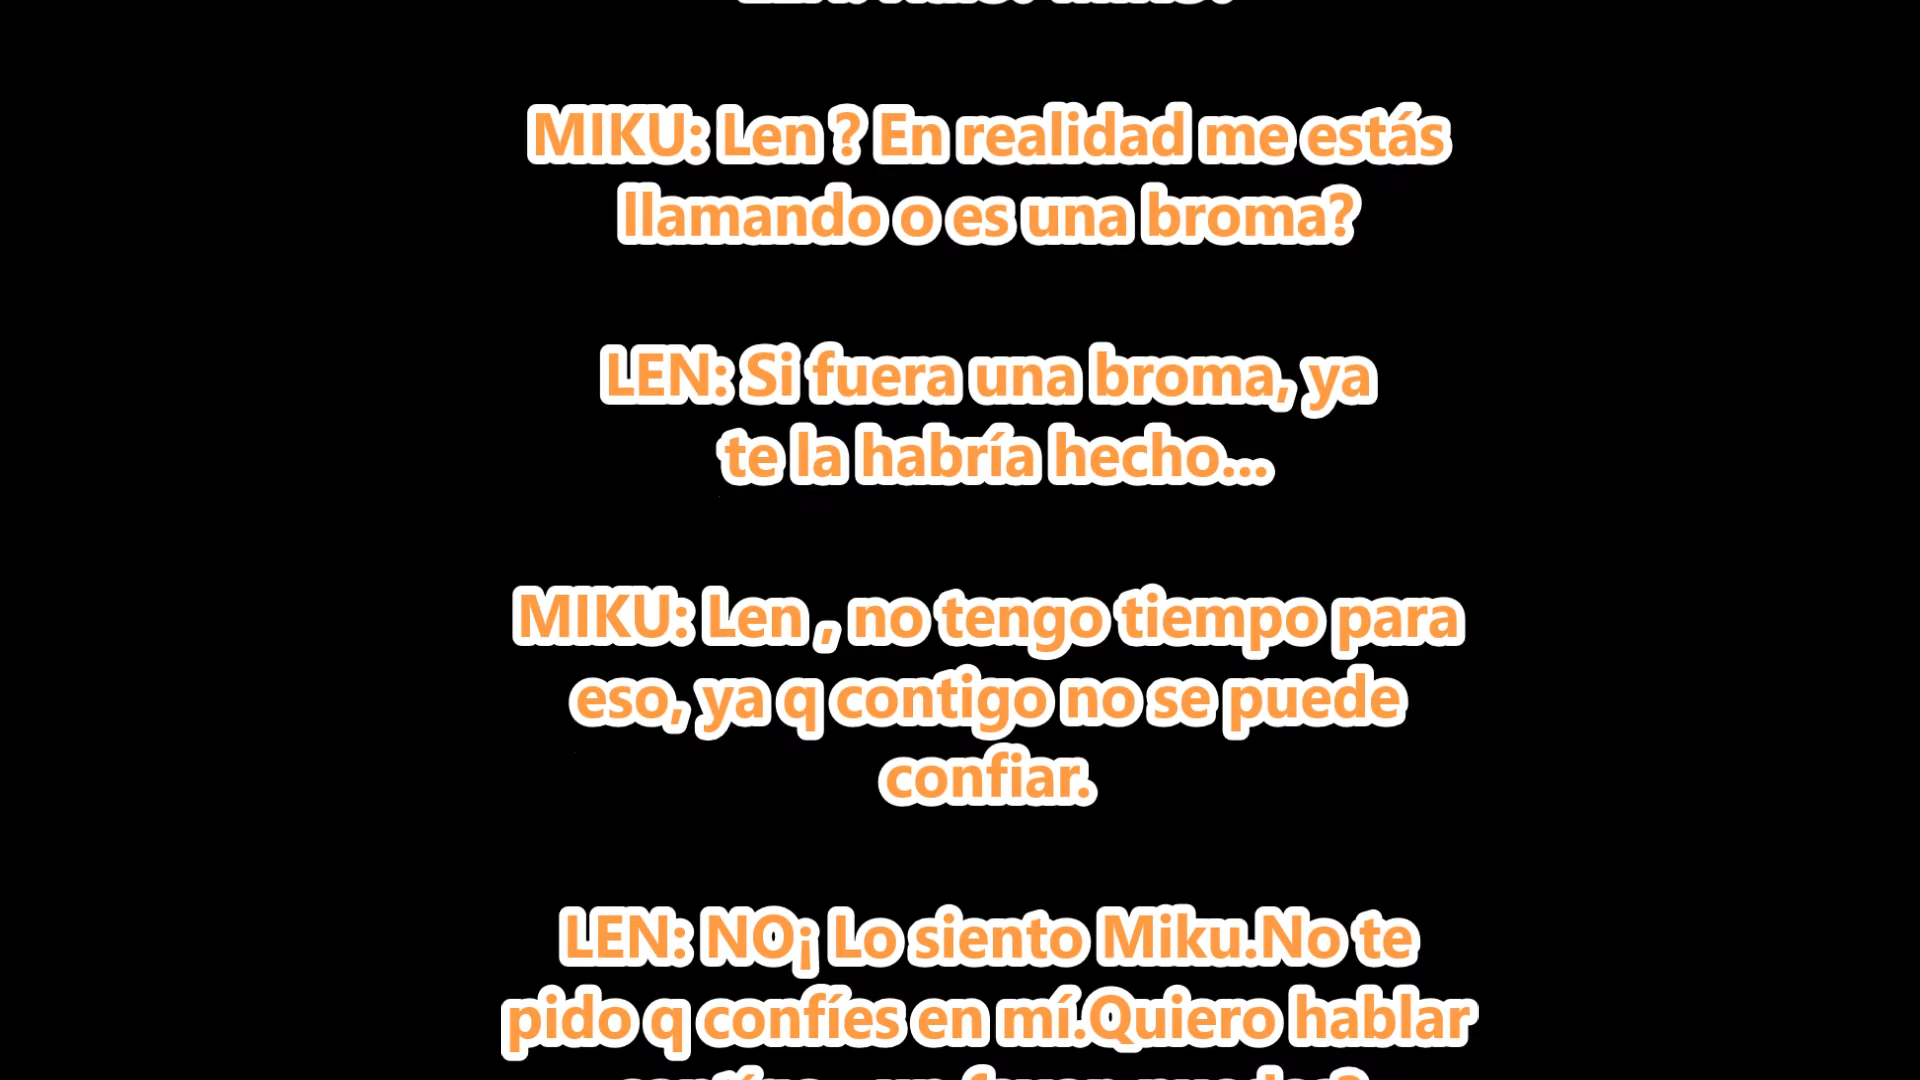 MIKU: Len ? En realidad me estás
llamando o es una broma?
LEN: Si fuera una broma, ya
te la habría hecho...
MIKU: Len , no tengo tiempo para
eso, ya q contigo no se puede
confiar.
LEN: NO¡ Lo siento Miku.No te
pido q confíes en mí.Quiero hablar